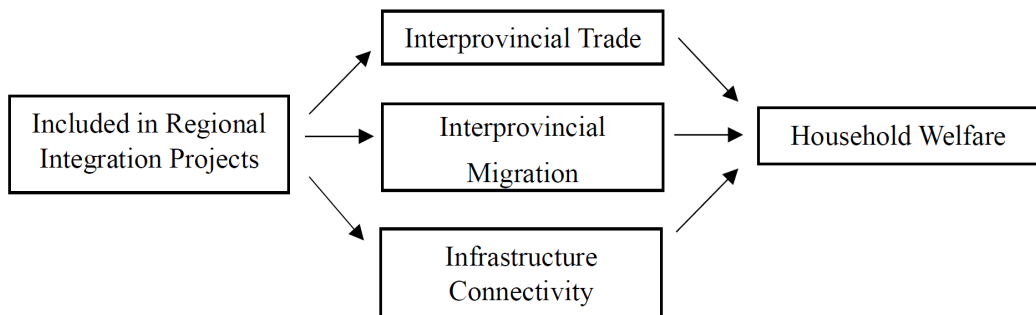 Included in Regional
Integration Projects
Interprovincial Trade
Interprovincial
Migration
Infrastructure
Connectivity
Household Welfare